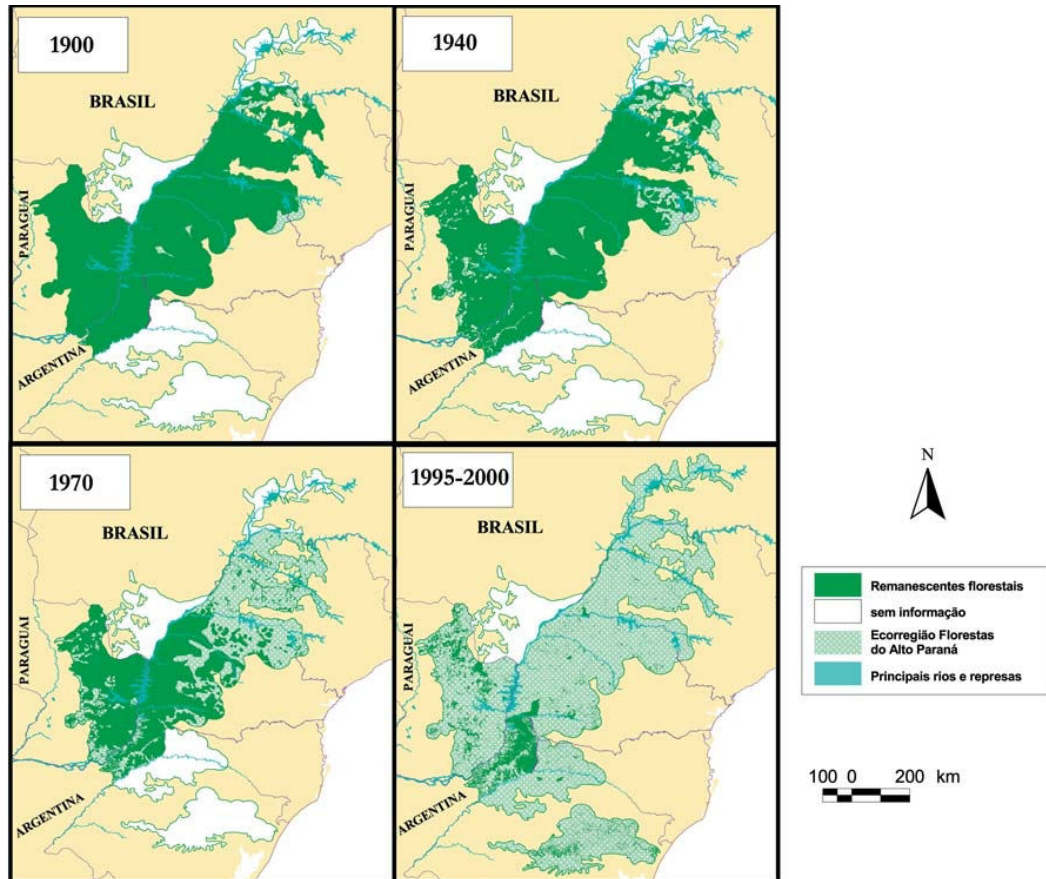 1900
BRASIL
PARAGUAI
ARGENTINA
1940
BRASIL
PARAGUAI
ARGENTINA
1970
BRASIL
PARAGUAI
ARGENTINA
1995-2000
BRASIL
PARAGUAI
ARGENTINA
N
Remanescentes florestais
sem informação
Ecorregião Florestas
do Alto Paraná
Principais rios e represas
100 0 200 km